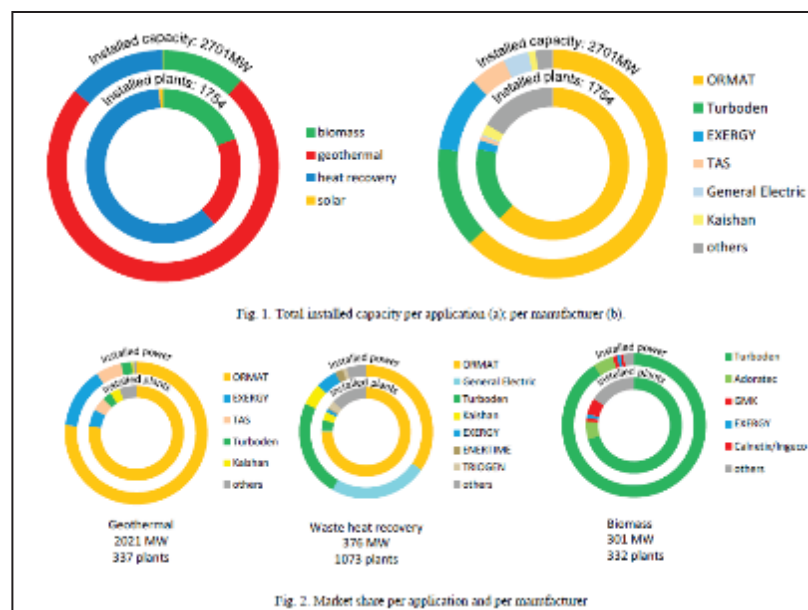 Installed capacity: 2701MW
Installed plants: 1754
biomass
geothermal
heat recovery
solar
Installed capacity: 2701MW
Installed plants: 1754
ORMAT
Turboden
EXERGY
TAS
General Electric
Kaishan
others
Fig. 1. Total installed capacity per application (a); per manufacturer (b).
Installed power
Installed plants
ORMAT
EXERGY
TAS
Turboden
Kaishan
others
Geothermal
2021 MW
337 plants
Installed power
Installed plants
ORMAT
General Electric
Turboden
Kaishan
EXERGY
ENERTIME
TRIOGEN
others
Waste heat recovery
376 MW
1073 plants
Installed power
Installed plants
Turboden
Adoratec
GMK
EXERGY
Calnetix/Ingeco
others
Biomass
301 MW
332 plants
Fig. 2. Market share per application and per manufacturer